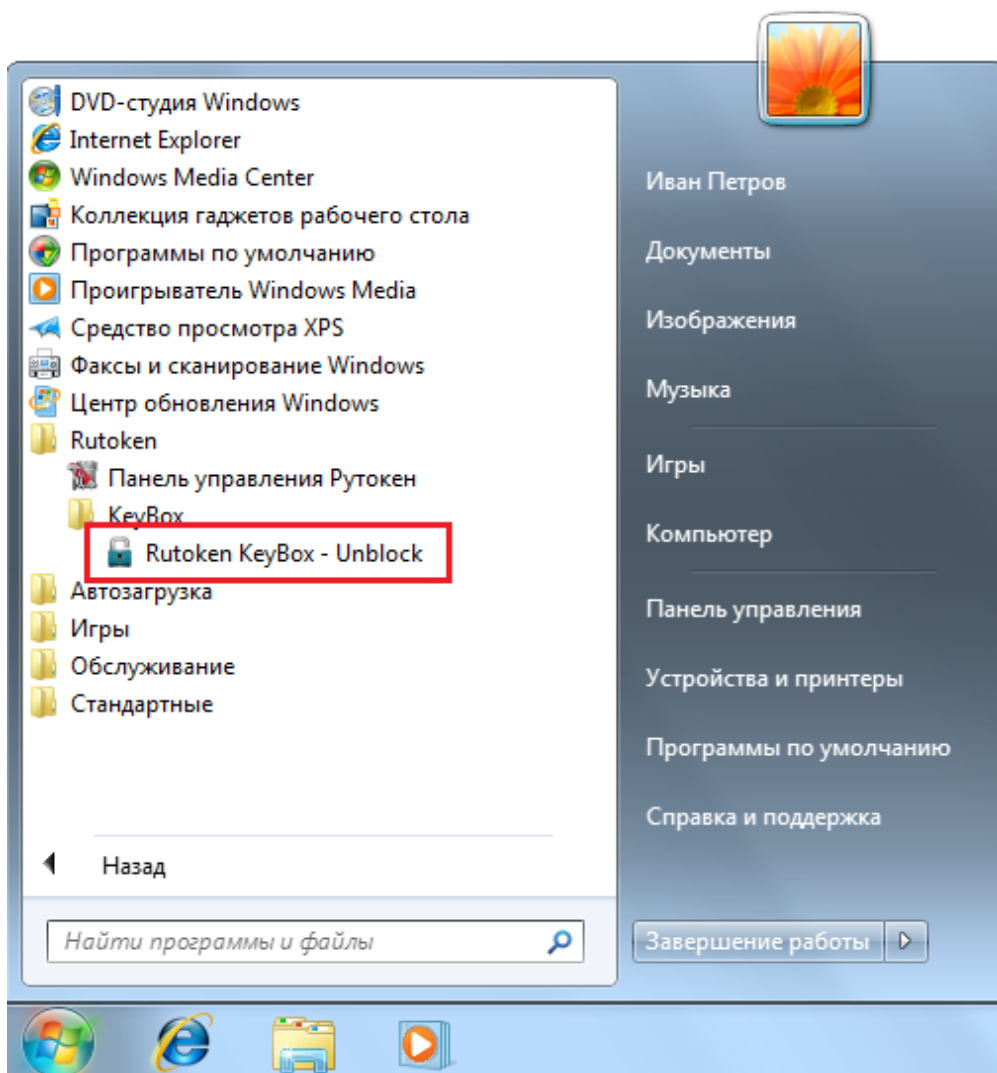 DVD-студия Windows
Internet Explorer
Windows Media Center
Коллекция гаджетов рабочего стола
Программы по умолчанию
Проигрыватель Windows Media
Средство просмотра XPS
Факсы и сканирование Windows
Центр обновления Windows
Rutoken
Панель управления Рутокен
KeyBox
Rutoken KeyBox - Unblock
Автозагрузка
Игры
Обслуживание
Стандартные
Назад
Найти программы и файлы
Иван Петров
Документы
Изображения
Музыка
Игры
Компьютер
Панель управления
Устройства и принтеры
Программы по умолчанию
Справка и поддержка
Завершение работы